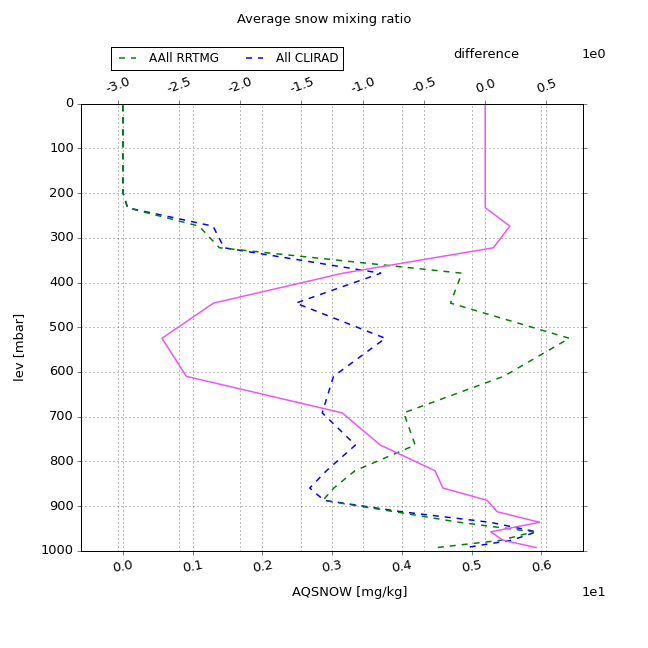 Average snow mixing ratio
AAll RRTMG All CLIRAD
difference 1e0
-3.0 -2.5 -2.0 -1.5 -1.0 -0.5 0.0 0.5
0
100
200
300
400
500
600
700
800
900
1000
lev [mbar]
0.0 0.1 0.2 0.3 0.4 0.5 0.6
AQSNOW [mg/kg] 1e1